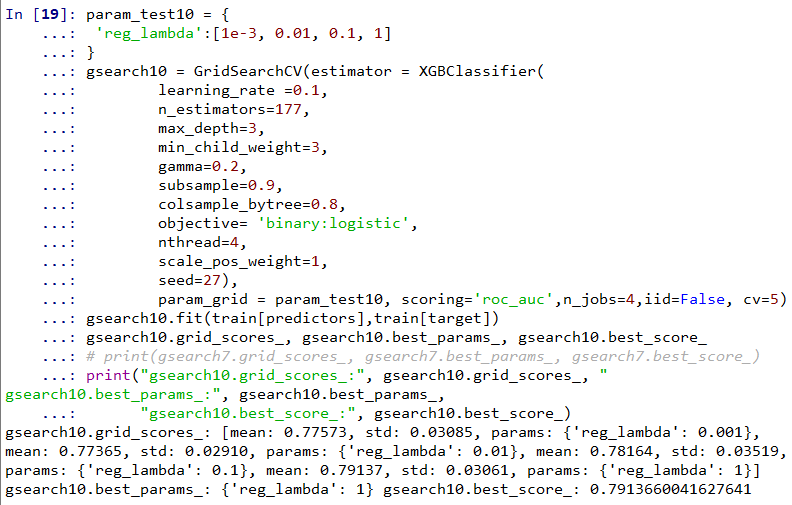 In [19]: param_test10 = {
    ...:  'reg_lambda':[1e-3, 0.01, 0.1, 1]
    ...: }
    ...: gsearch10 = GridSearchCV(estimator = XGBClassifier(
    ...:         learning_rate =0.1,
    ...:         n_estimators=177,
    ...:         max_depth=3,
    ...:         min_child_weight=3,
    ...:         gamma=0.2,
    ...:         subsample=0.9,
    ...:         colsample_bytree=0.8,
    ...:         objective= 'binary:logistic',
    ...:         nthread=4,
    ...:         scale_pos_weight=1,
    ...:         seed=27),
    ...:         param_grid = param_test10, scoring='roc_auc',n_jobs=4,iid=False, cv=5)
    ...: gsearch10.fit(train[predictors],train[target])
    ...: gsearch10.grid_scores_, gsearch10.best_params_, gsearch10.best_score_
    ...: # print(gsearch7.grid_scores_, gsearch7.best_params_, gsearch7.best_score_)
    ...: print("gsearch10.grid_scores_:", gsearch10.grid_scores_, "
gsearch10.best_params_:", gsearch10.best_params_,
    ...:       "gsearch10.best_score_:", gsearch10.best_score_)
gsearch10.grid_scores_: [mean: 0.77573, std: 0.03085, params: {'reg_lambda': 0.001},
mean: 0.77365, std: 0.02910, params: {'reg_lambda': 0.01}, mean: 0.78164, std: 0.03519,
params: {'reg_lambda': 0.1}, mean: 0.79137, std: 0.03061, params: {'reg_lambda': 1}]
gsearch10.best_params_: {'reg_lambda': 1} gsearch10.best_score_: 0.7913660041627641